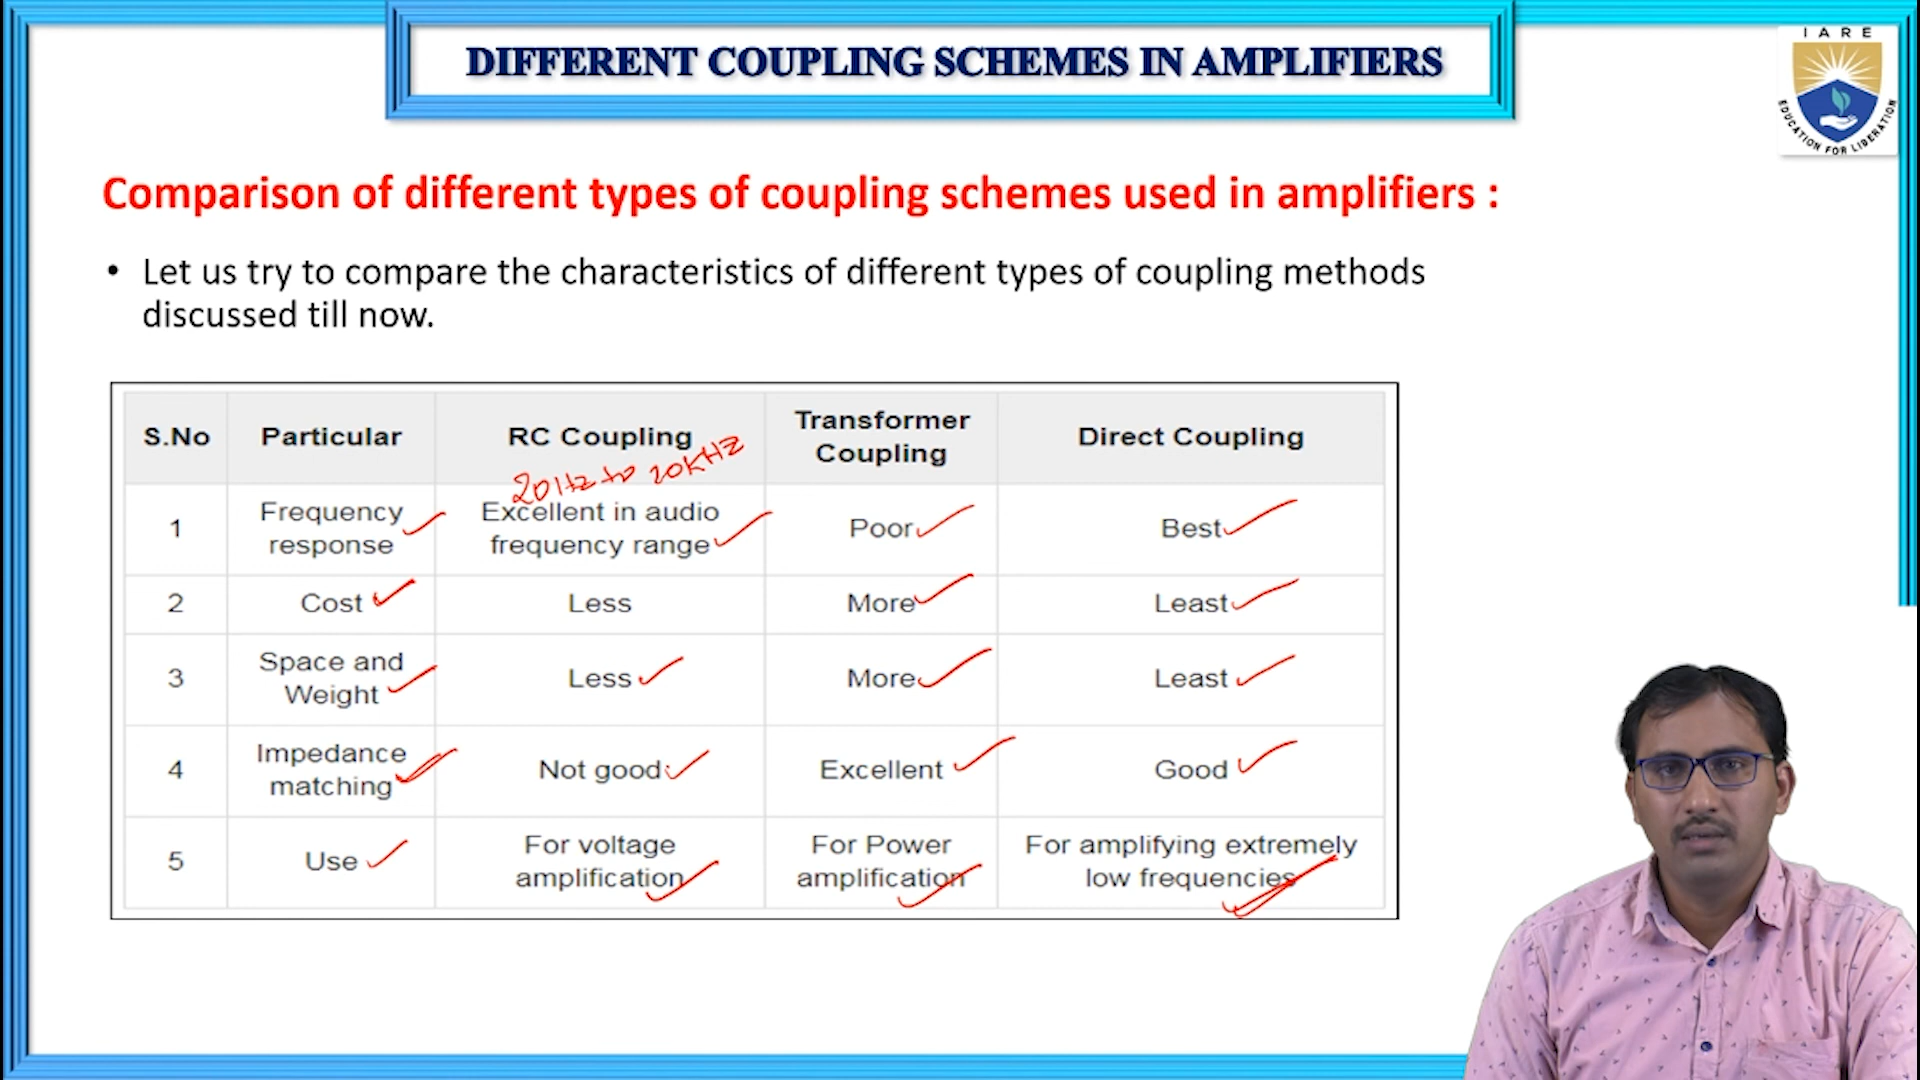 DIFFERENT COUPLING SCHEMES IN AMPLIFIERS
IARE
EDUCATION FOR LIBERATION
Comparison of different types of coupling schemes used in amplifiers :
• Let us try to compare the characteristics of different types of coupling methods
discussed till now.
S.No Particular RC Coupling Transformer Coupling Direct Coupling
20Hz to 20KHz
1 Frequency response Excellent in audio frequency range Poor Best
2 Cost Less More Least
3 Space and Weight Less More Least
4 Impedance matching Not good Excellent Good
5 Use For voltage amplification For Power amplification For amplifying extremely low frequencies